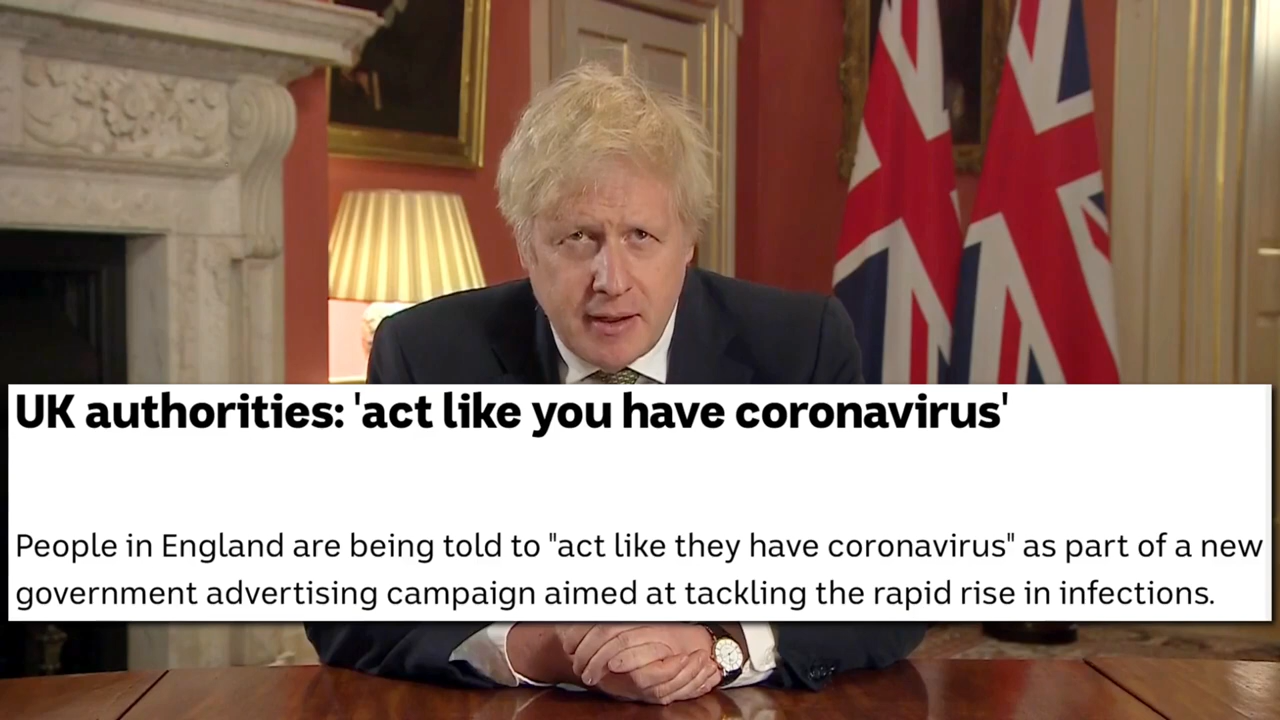 UK authorities: 'act like you have coronavirus'
People in England are being told to "act like they have coronavirus" as part of a new
government advertising campaign aimed at tackling the rapid rise in infections.